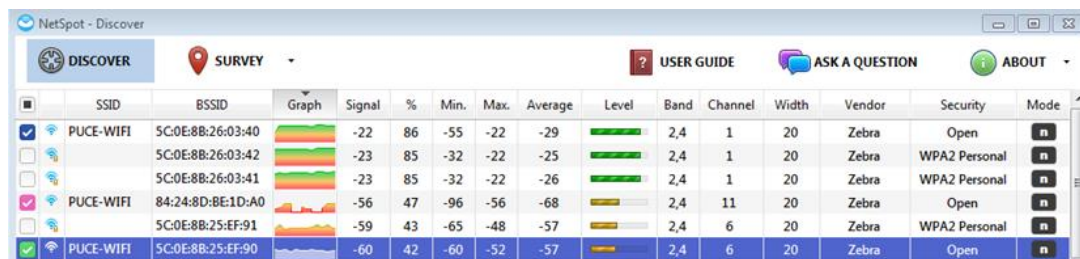 NetSpot - Discover
DISCOVER SURVEY USER GUIDE ASK A QUESTION ABOUT
SSID BSSID Graph Signal % Min. Max. Average Level Band Channel Width Vendor Security Mode
PUCE-WIFI 5C:0E:8B:26:03:40 -22 86 -55 -22 -29 2,4 1 20 Zebra Open n
5C:0E:8B:26:03:42 -23 85 -32 -22 -25 2,4 1 20 Zebra WPA2 Personal n
5C:0E:8B:26:03:41 -23 85 -32 -22 -26 2,4 1 20 Zebra WPA2 Personal n
PUCE-WIFI 84:24:8D:BE:1D:A0 -56 47 -96 -56 -68 2,4 11 20 Zebra Open n
5C:0E:8B:25:EF:91 -59 43 -65 -48 -57 2,4 6 20 Zebra WPA2 Personal n
PUCE-WIFI 5C:0E:8B:25:EF:90 -60 42 -60 -52 -57 2,4 6 20 Zebra Open n